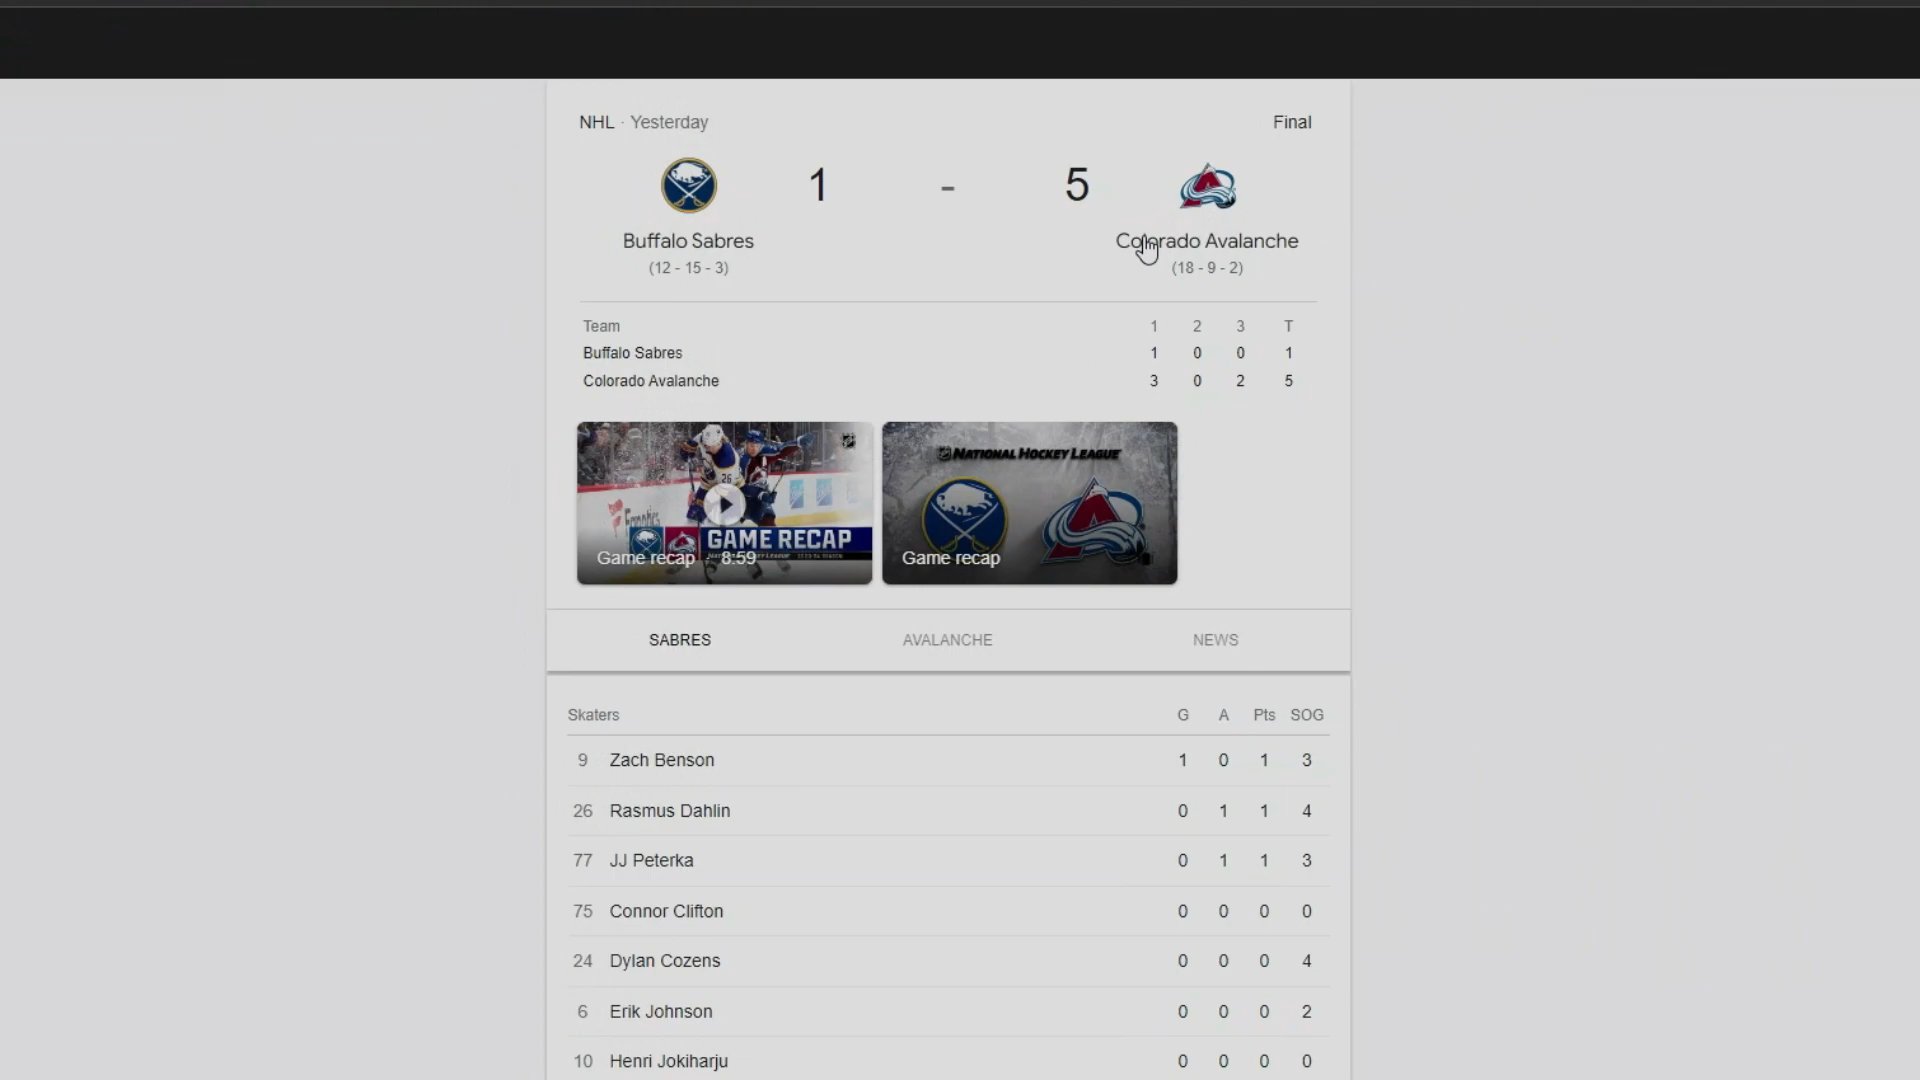 NHL · Yesterday
Final
1 - 5
Buffalo Sabres
Colorado Avalanche
(12 - 15 - 3)
(18 - 9 - 2)
Team 1 2 3 T
Buffalo Sabres 1 0 0 1
Colorado Avalanche 3 0 2 5
26
GAME RECAP
Game recap · 8:59
NATIONAL HOCKEY LEAGUE
Game recap
SABRES AVALANCHE NEWS
Skaters G A Pts SOG
9 Zach Benson 1 0 1 3
26 Rasmus Dahlin 0 1 1 4
77 JJ Peterka 0 1 1 3
75 Connor Clifton 0 0 0 0
24 Dylan Cozens 0 0 0 4
6 Erik Johnson 0 0 0 2
10 Henri Jokiharju 0 0 0 0